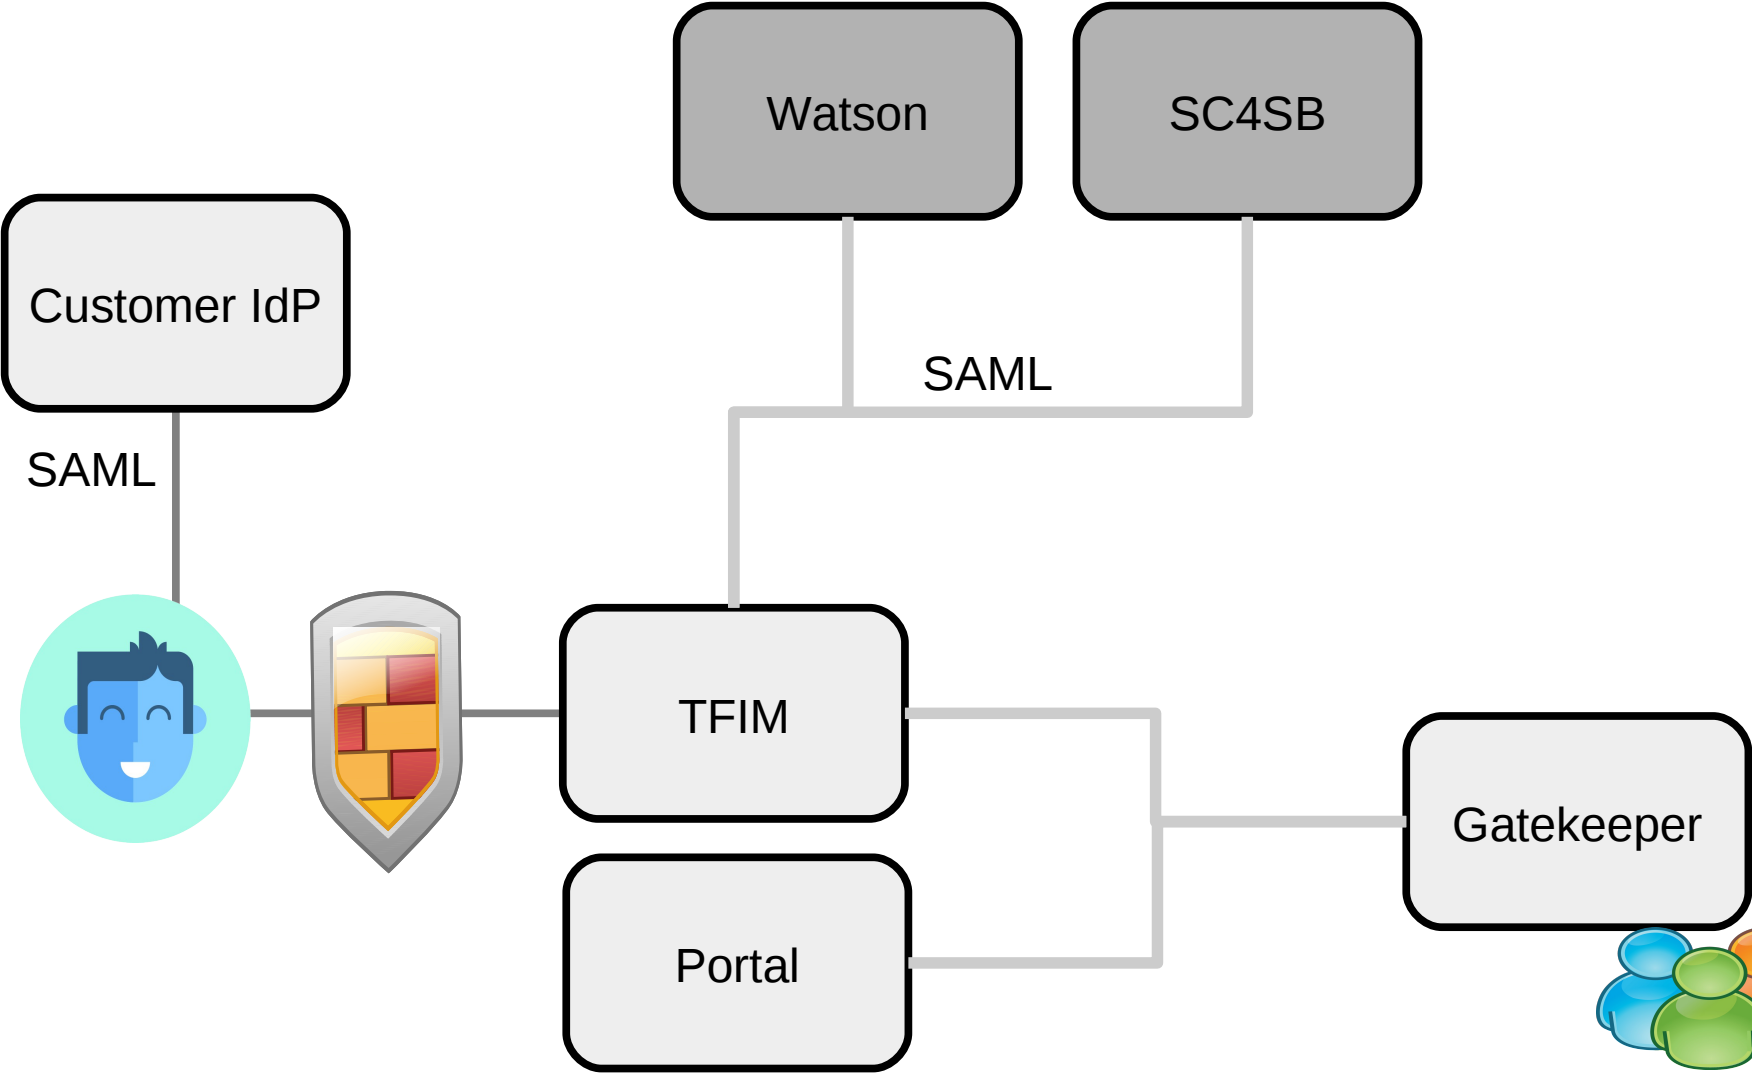 Watson
SC4SB
Customer IdP
SAML
SAML
TFIM
Gatekeeper
Portal